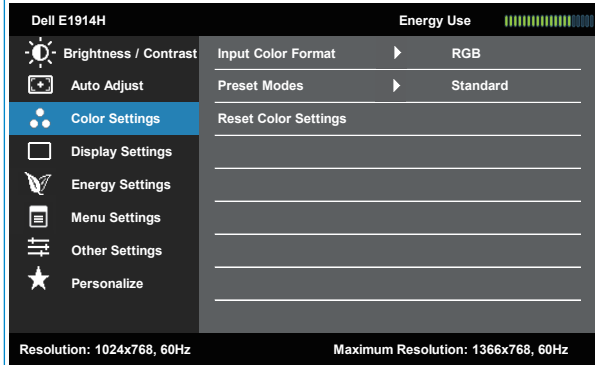 Dell E1914H Energy Use
Brightness / Contrast Input Color Format RGB
Auto Adjust Preset Modes Standard
Color Settings Reset Color Settings
Display Settings
Energy Settings
Menu Settings
Other Settings
Personalize
Resolution: 1024x768, 60Hz Maximum Resolution: 1366x768, 60Hz